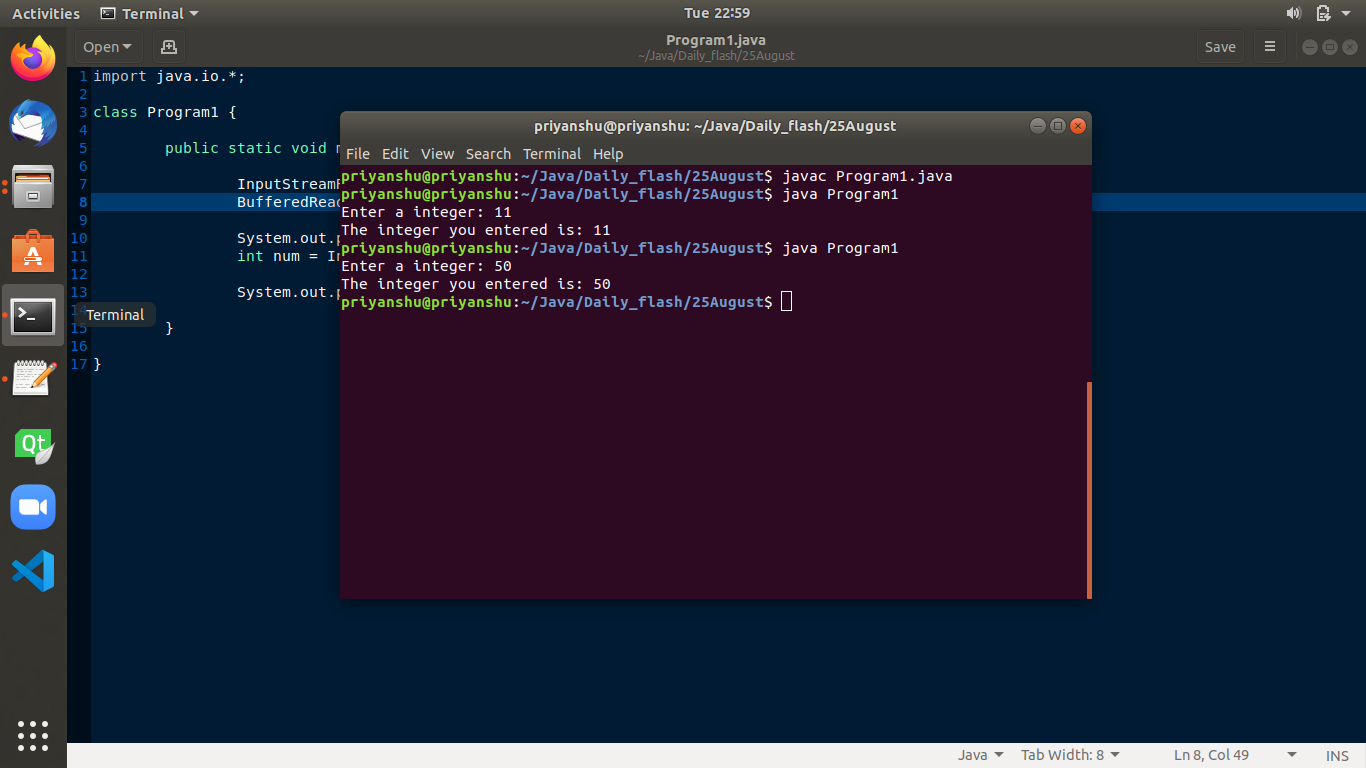 Activities Terminal Tue 22:59
Open Program1.java Save
~/Java/Daily_flash/25August
1 import java.io.*;
2
3 class Program1 {
4
5 public static void
6
7
8
9
10 System.out.
11 int num =
12
13 System.out.
15 }
16
17 }
Terminal
priyanshu@priyanshu: ~/Java/Daily_flash/25August
File Edit View Search Terminal Help
priyanshu@priyanshu:~/Java/Daily_flash/25August$ javac Program1.java
priyanshu@priyanshu:~/Java/Daily_flash/25August$ java Program1
Enter a integer: 11
The integer you entered is: 11
priyanshu@priyanshu:~/Java/Daily_flash/25August$ java Program1
Enter a integer: 50
The integer you entered is: 50
priyanshu@priyanshu:~/Java/Daily_flash/25August$
A
>_
Qt
Java Tab Width: 8 Ln 8, Col 49 INS